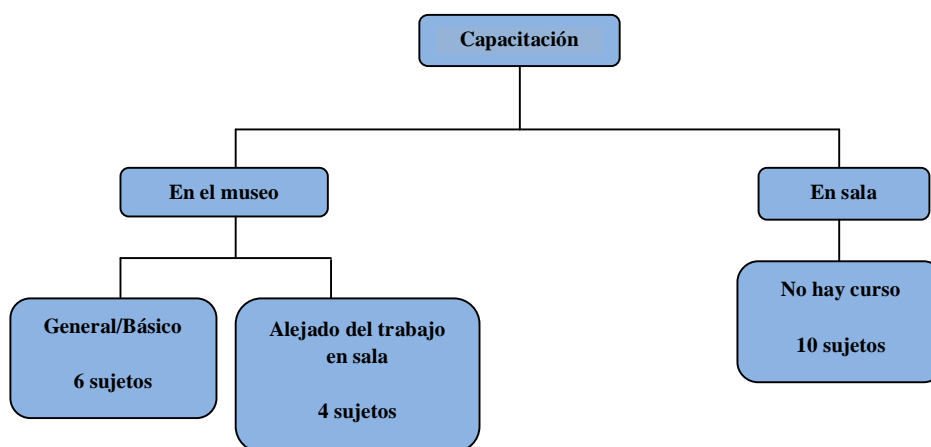 Capacitación
En el museo
En sala
General/Básico
6 sujetos
Alejado del trabajo
en sala
4 sujetos
No hay curso
10 sujetos